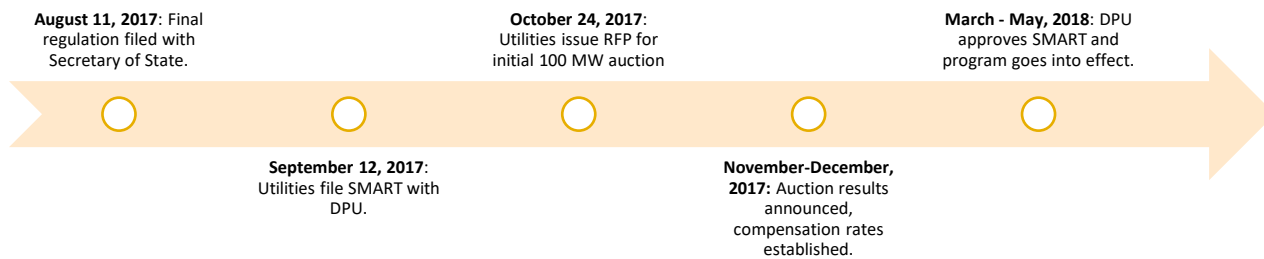 August 11, 2017: Final
regulation filed with
Secretary of State.
September 12, 2017:
Utilities file SMART with
DPU.
October 24, 2017:
Utilities issue RFP for
initial 100 MW auction
November-December,
2017: Auction results
announced,
compensation rates
established.
March - May, 2018: DPU
approves SMART and
program goes into effect.